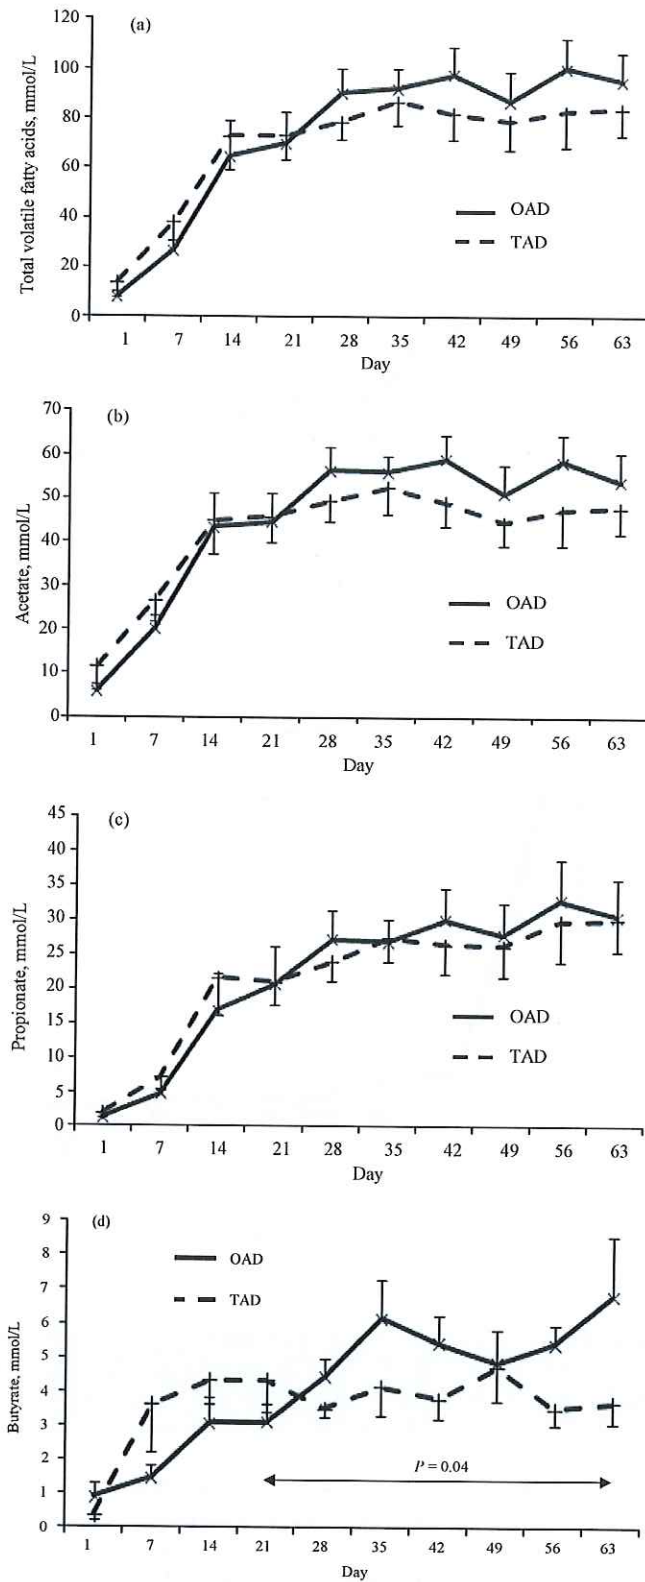 (a)
Total volatile fatty acids, mmol/L
120
100
80
60
40
20
0
OAD
TAD
1 7 14 21 28 35 42 49 56 63
Day
(b)
Acetate, mmol/L
70
60
50
40
30
20
10
0
OAD
TAD
1 7 14 21 28 35 42 49 56 63
Day
(c)
Propionate, mmol/L
45
40
35
30
25
20
15
10
5
0
OAD
TAD
1 7 14 21 28 35 42 49 56 63
Day
(d)
Butyrate, mmol/L
9
8
7
6
5
4
3
2
1
0
OAD
TAD
P = 0.04
1 7 14 21 28 35 42 49 56 63
Day